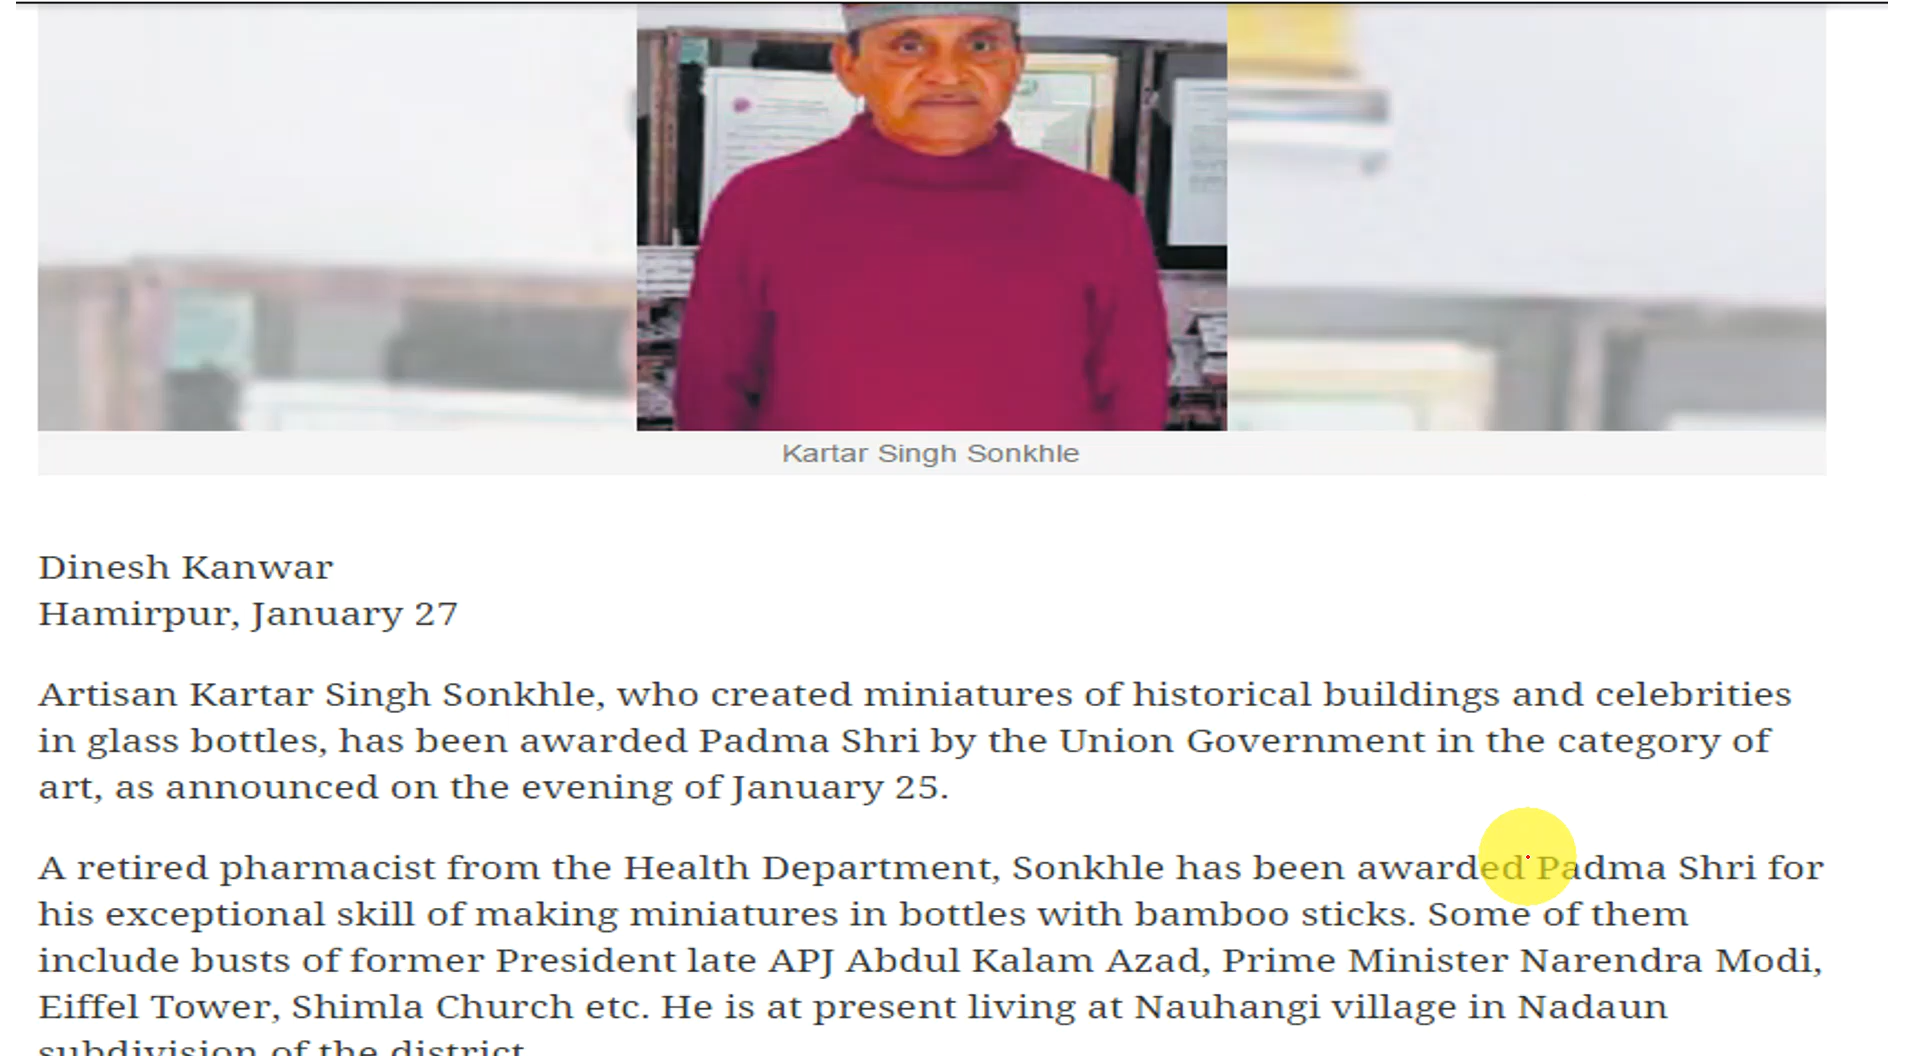 Kartar Singh Sonkhle
Dinesh Kanwar
Hamirpur, January 27
Artisan Kartar Singh Sonkhle, who created miniatures of historical buildings and celebrities
in glass bottles, has been awarded Padma Shri by the Union Government in the category of
art, as announced on the evening of January 25.
A retired pharmacist from the Health Department, Sonkhle has been awarded Padma Shri for
his exceptional skill of making miniatures in bottles with bamboo sticks. Some of them
include busts of former President late APJ Abdul Kalam Azad, Prime Minister Narendra Modi,
Eiffel Tower, Shimla Church etc. He is at present living at Nauhangi village in Nadaun
subdivision of the district.